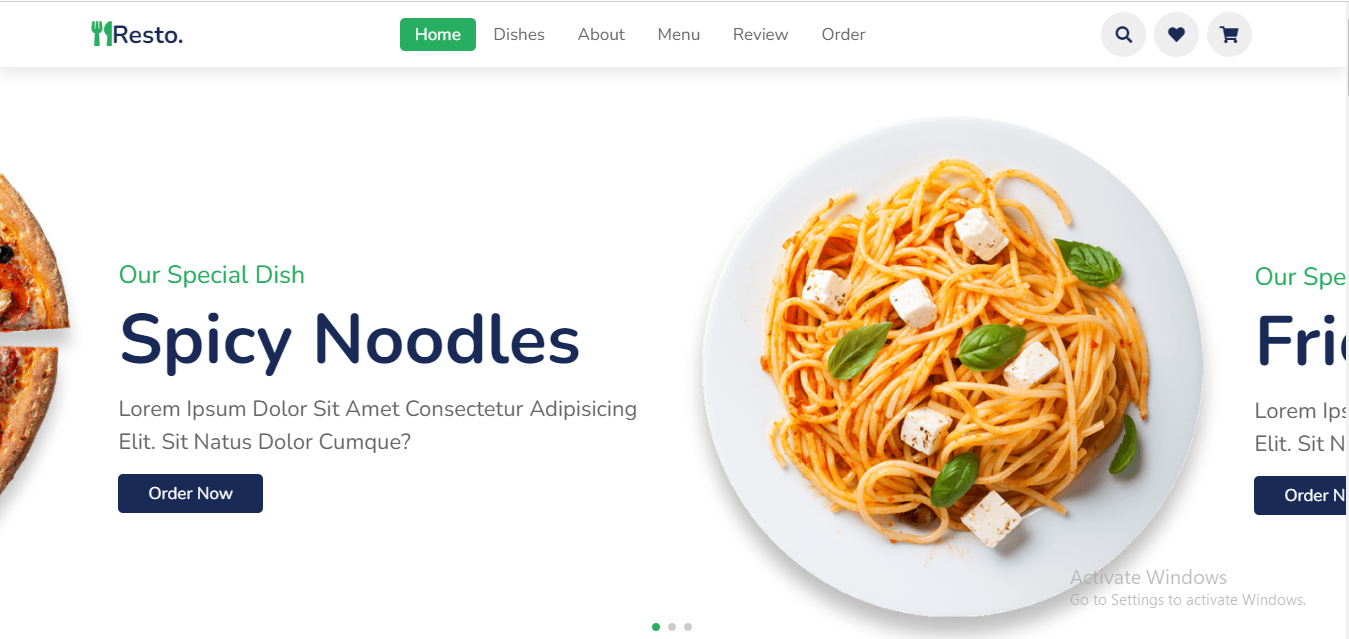 Resto.
Home Dishes About Menu Review Order
Our Special Dish
Spicy Noodles
Lorem Ipsum Dolor Sit Amet Consectetur Adipisicing
Elit. Sit Natus Dolor Cumque?
Order Now
Our Spe
Fri
Lorem Ips
Elit. Sit N
Order N
Activate Windows
Go to Settings to activate Windows.